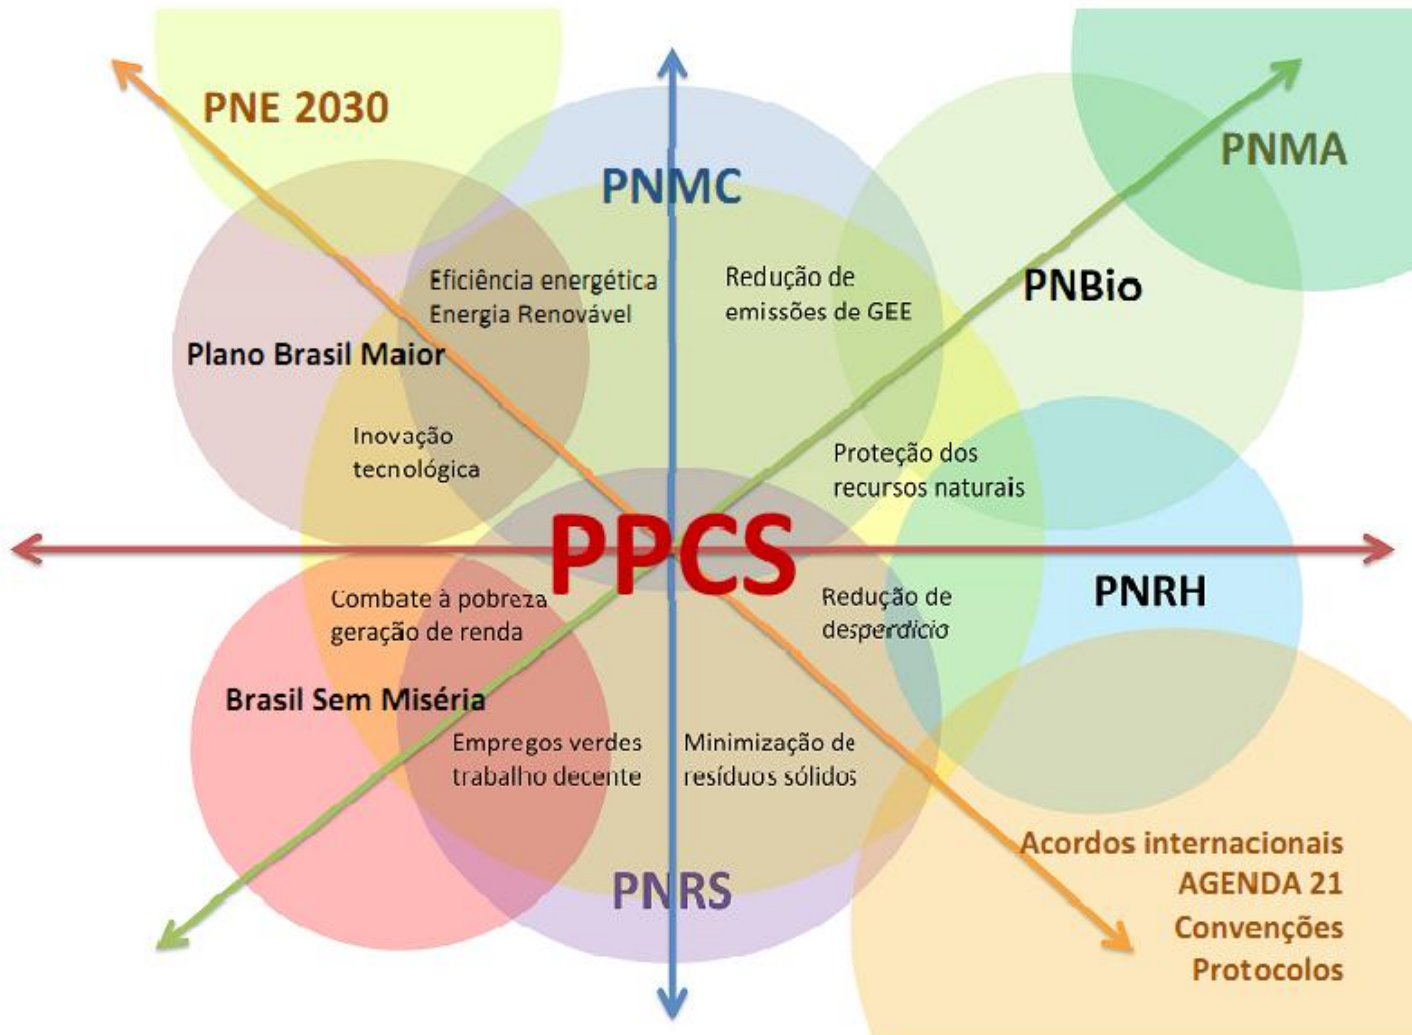 PNE 2030
PNMC
PNMA
Eficiência energética
Energia Renovável
Redução de
emissões de GEE
PNBio
Plano Brasil Maior
Inovação
tecnológica
Proteção dos
recursos naturais
PPCS
Combate à pobreza
geração de renda
Redução de
desperdício
PNRH
Brasil Sem Miséria
Empregos verdes
trabalho decente
Minimização de
resíduos sólidos
PNRS
Acordos internacionais
AGENDA 21
Convenções
Protocolos